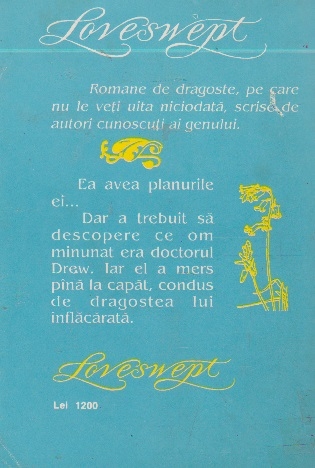 Loveswept
Romane de dragoste, pe care
nu le veți uita niciodată, scrise de
autori cunoscuți ai genului.
Ea avea planurile
ei...
Dar a trebuit să
descopere ce om
minunat era doctorul
Drew. Iar el a mers
pînă la capăt, condus
de dragostea lui
inflăcărată.
Loveswept
Lei 1200